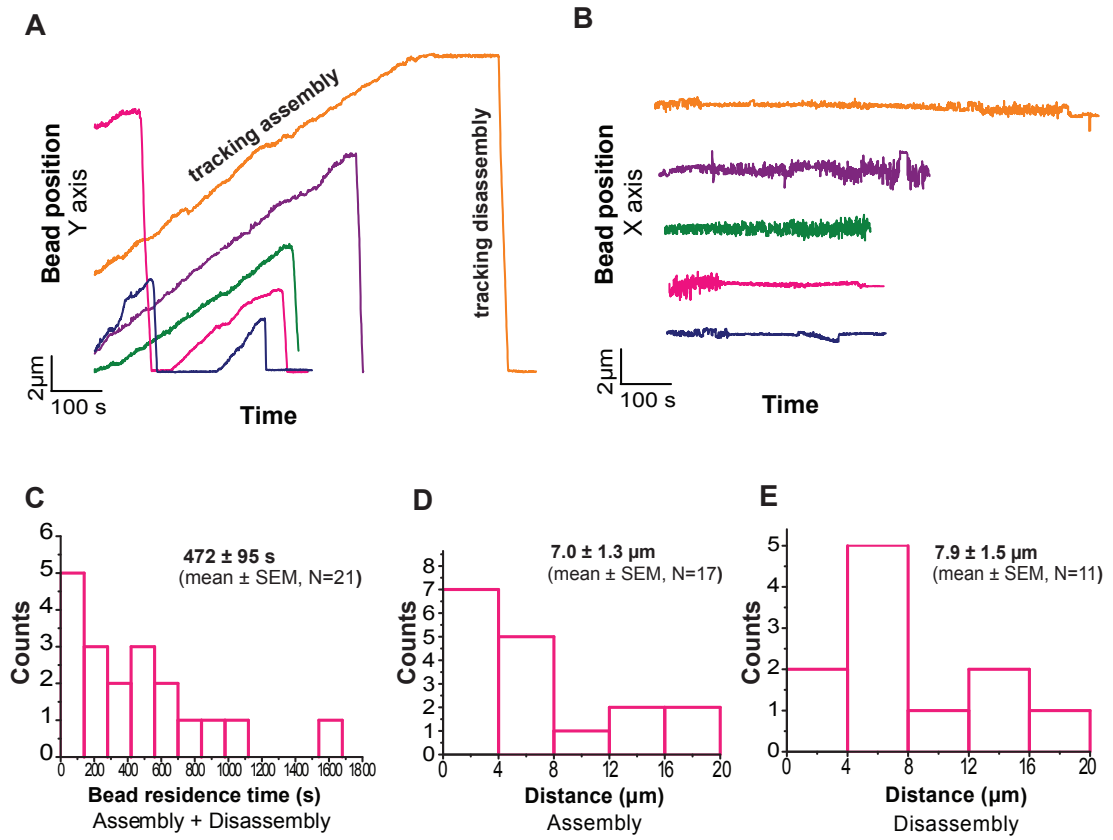 A
tracking assembly
tracking disassembly
Bead position
Y axis
2µm
100 s
Time
B
Bead position
X axis
2µm
100 s
Time
C
6
5
4
3
2
1
0
Counts
472 ± 95 s
(mean ± SEM, N=21)
0 200 400 600 800 1000 1200 1400 1600 1800
Bead residence time (s)
Assembly + Disassembly
D
8
7
6
5
4
3
2
1
0
Counts
7.0 ± 1.3 µm
(mean ± SEM, N=17)
0 4 8 12 16 20
Distance (µm)
Assembly
E
5
4
3
2
1
0
Counts
7.9 ± 1.5 µm
(mean ± SEM, N=11)
0 4 8 12 16 20
Distance (µm)
Disassembly